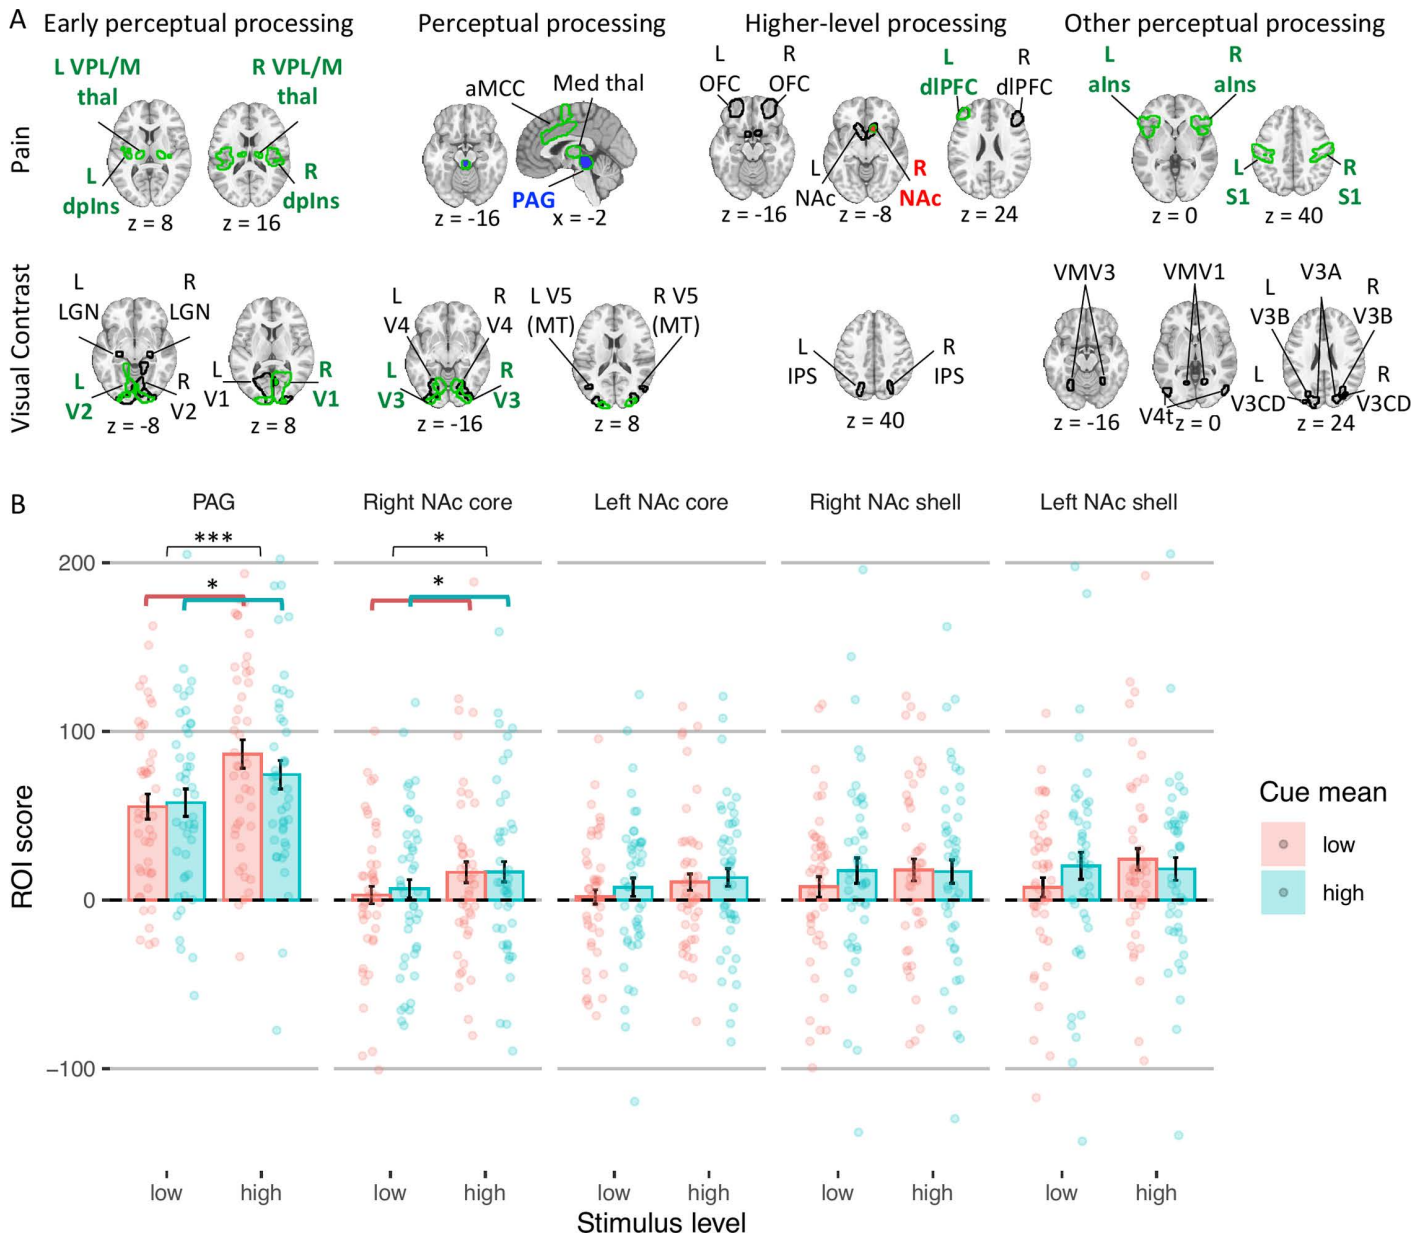 A
Early perceptual processing
Perceptual processing
Higher-level processing
Other perceptual processing
Pain
L VPL/M
thal
R VPL/M
thal
L
dpIns
R
dpIns
z = 8
z = 16
aMCC
Med thal
PAG
z = -16
x = -2
L
OFC
R
OFC
L
dlPFC
R
dlPFC
L
NAc
R
NAc
z = -16
z = -8
z = 24
L
aIns
R
aIns
L
S1
R
S1
z = 0
z = 40
Visual Contrast
L
LGN
R
LGN
L
V2
R
V2
L
V1
R
V1
z = -8
z = 8
L
V4
R
V4
L V5
(MT)
R V5
(MT)
L
V3
R
V3
z = -16
z = 8
L
IPS
R
IPS
z = 40
VMV3
VMV1
V3A
L
V3B
R
V3B
L
V3CD
R
V3CD
V4t
z = -16
z = 0
z = 24
B
PAG
Right NAc core
Left NAc core
Right NAc shell
Left NAc shell
***
*
*
*
ROI score
200
100
0
−100
low
high
low
high
low
high
low
high
low
high
Stimulus level
Cue mean
low
high